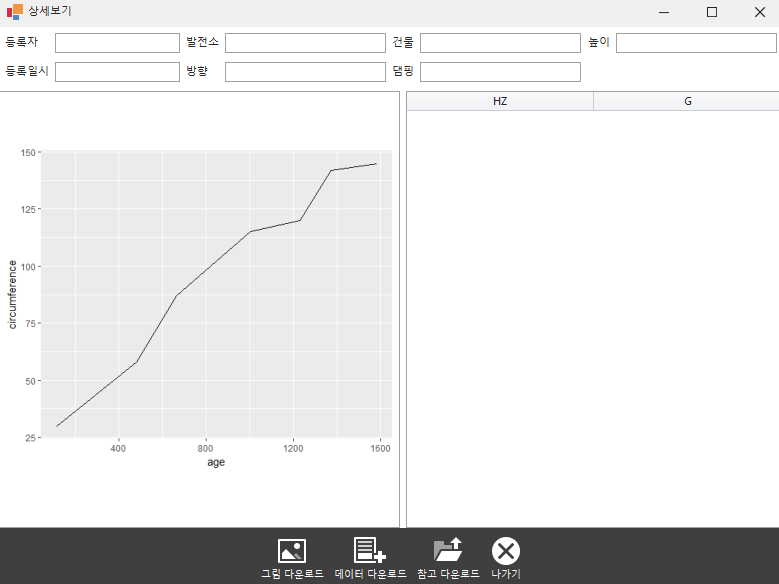 상세보기
등록자 발전소 건물 높이
등록일시 방향 댐핑
HZ G
150
125
100
75
50
25
circumference
400 800 1200 1600
age
그림 다운로드 데이터 다운로드 참고 다운로드 나가기